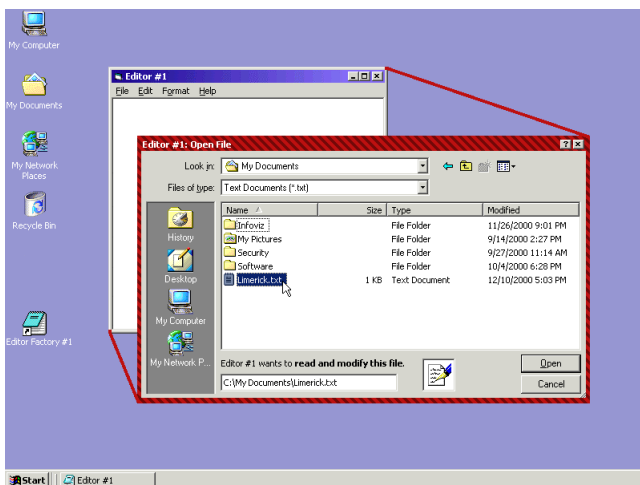 My Computer
My Documents
My Network
Places
Recycle Bin
Editor Factory #1
Editor #1
File Edit Format Help
Editor #1: Open File
Look in: My Documents
Files of type: Text Documents (*.txt)
History
Desktop
My Computer
My Network P...
Name Size Type Modified
Infoviz File Folder 11/26/2000 9:01 PM
My Pictures File Folder 9/14/2000 2:27 PM
Security File Folder 9/27/2000 11:14 AM
Software File Folder 10/4/2000 6:28 PM
Limerick.txt 1 KB Text Document 12/10/2000 5:03 PM
Editor #1 wants to read and modify this file.
C:\My Documents\Limerick.txt
Open
Cancel
Start Editor #1